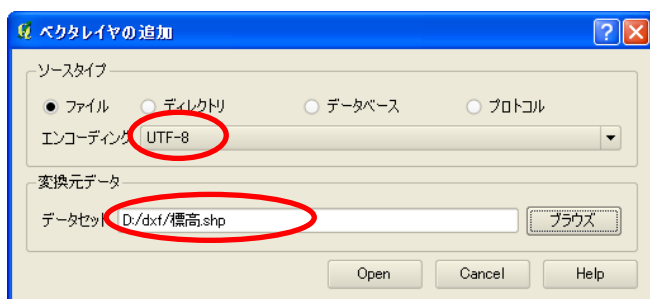 ベクタレイヤの追加
ソースタイプ
ファイル ディレクトリ データベース プロトコル
エンコーディング UTF-8
変換元データ
データセット D:/dxf/標高.shp ブラウズ
Open Cancel Help